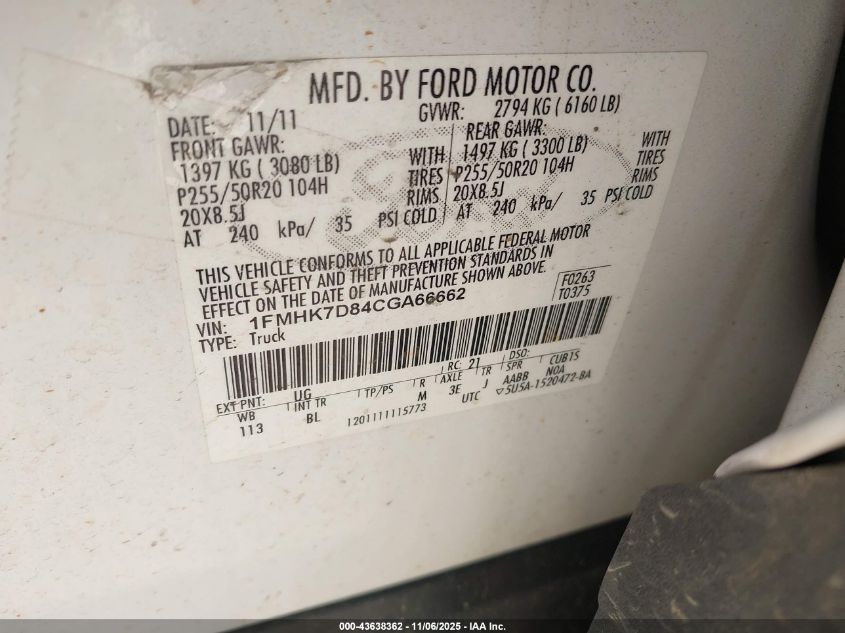 MFD. BY FORD MOTOR CO.
DATE: 11/11 GVWR: 2794 KG ( 6160 LB)
FRONT GAWR: REAR GAWR:
1397 KG ( 3080 LB) WITH 1497 KG ( 3300 LB) WITH
P255/50R20 104H TIRES P255/50R20 104H TIRES
20X8.5J RIMS 20X8.5J RIMS
AT 240 kPa/ 35 PSI COLD AT 240 kPa/ 35 PSI COLD
THIS VEHICLE CONFORMS TO ALL APPLICABLE FEDERAL MOTOR
VEHICLE SAFETY AND THEFT PREVENTION STANDARDS IN
EFFECT ON THE DATE OF MANUFACTURE SHOWN ABOVE.
F0263
T0375
VIN: 1FMHK7D84CGA66662
TYPE: Truck
EXT PNT: UG RC: 21 DSO:
WB INT TR TP/PS R AXLE TR SPR CUBTS
113 BL M 3E J AABB NOA
1201111115773 UTC ▽5U5A-1520472-BA
000-43638362 - 11/06/2025 - IAA Inc.